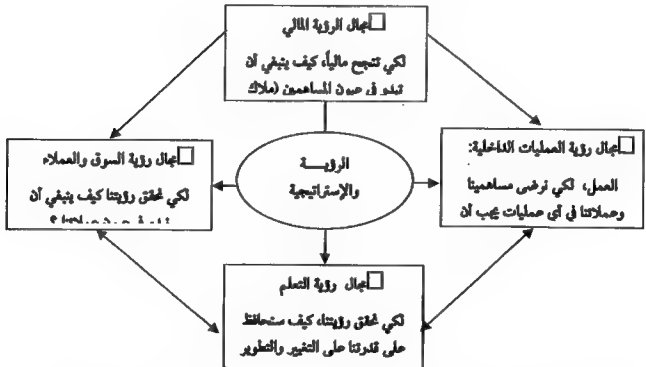 مجال الرؤية المالي
لكي تنجح مالياً، كيف ينبغي أن
تبدو في عيون المساهمين (ملاك
مجال رؤية السوق والعملاء
لكي نحقق رؤيتنا كيف ينبغي أن
الرؤيـــة
والإستراتيجية
مجال رؤية العمليات الداخلية:
العمل، لكي نرضى مساهمينا
وعملائنا في أي عمليات يجب أن
مجال رؤية التعلم
لكي نحقق رؤيتنا، كيف سنحافظ
على قدرتنا على التغيير والتطوير